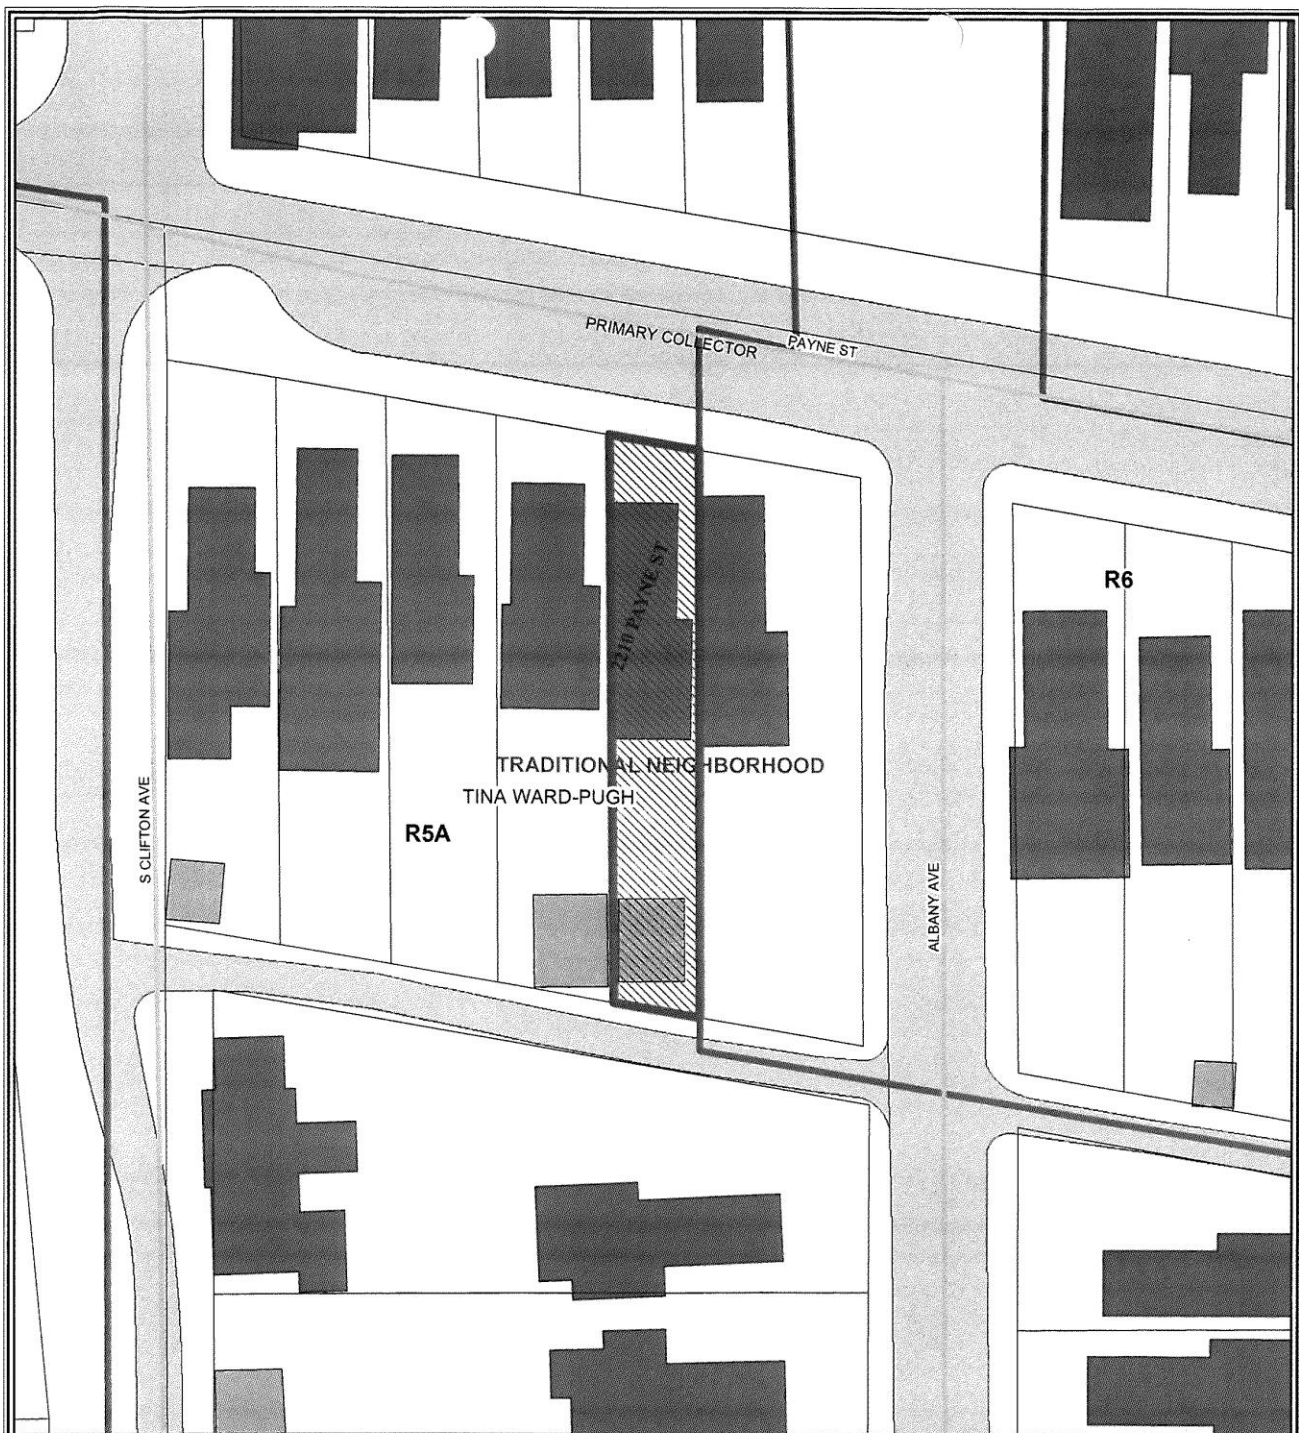 PRIMARY COLLECTOR
PAYNE ST
R6
2210 PAYNE ST
TRADITIONAL NEIGHBORHOOD
TINA WARD-PUGH
R5A
S CLIFTON AVE
ALBANY AVE